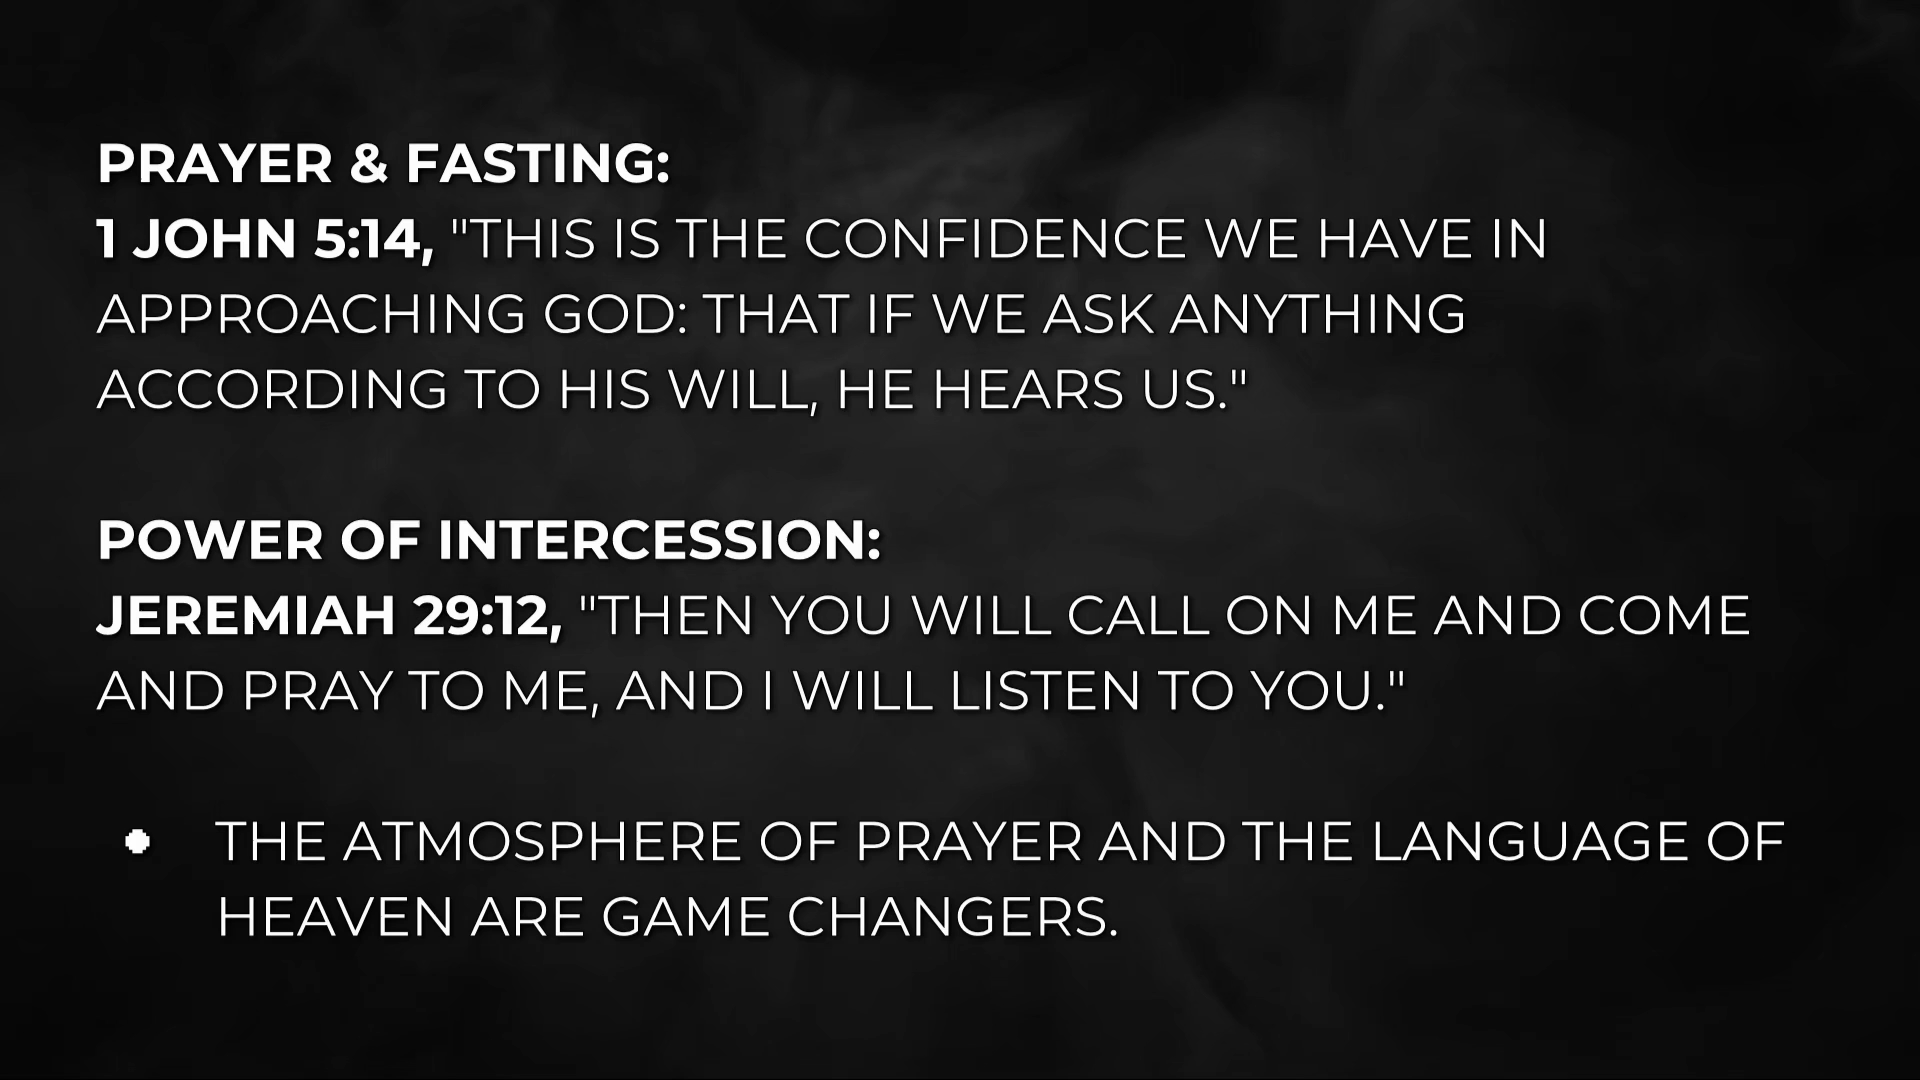 PRAYER & FASTING:
1 JOHN 5:14, "THIS IS THE CONFIDENCE WE HAVE IN
APPROACHING GOD: THAT IF WE ASK ANYTHING
ACCORDING TO HIS WILL, HE HEARS US."
POWER OF INTERCESSION:
JEREMIAH 29:12, "THEN YOU WILL CALL ON ME AND COME
AND PRAY TO ME, AND I WILL LISTEN TO YOU."
• THE ATMOSPHERE OF PRAYER AND THE LANGUAGE OF
HEAVEN ARE GAME CHANGERS.